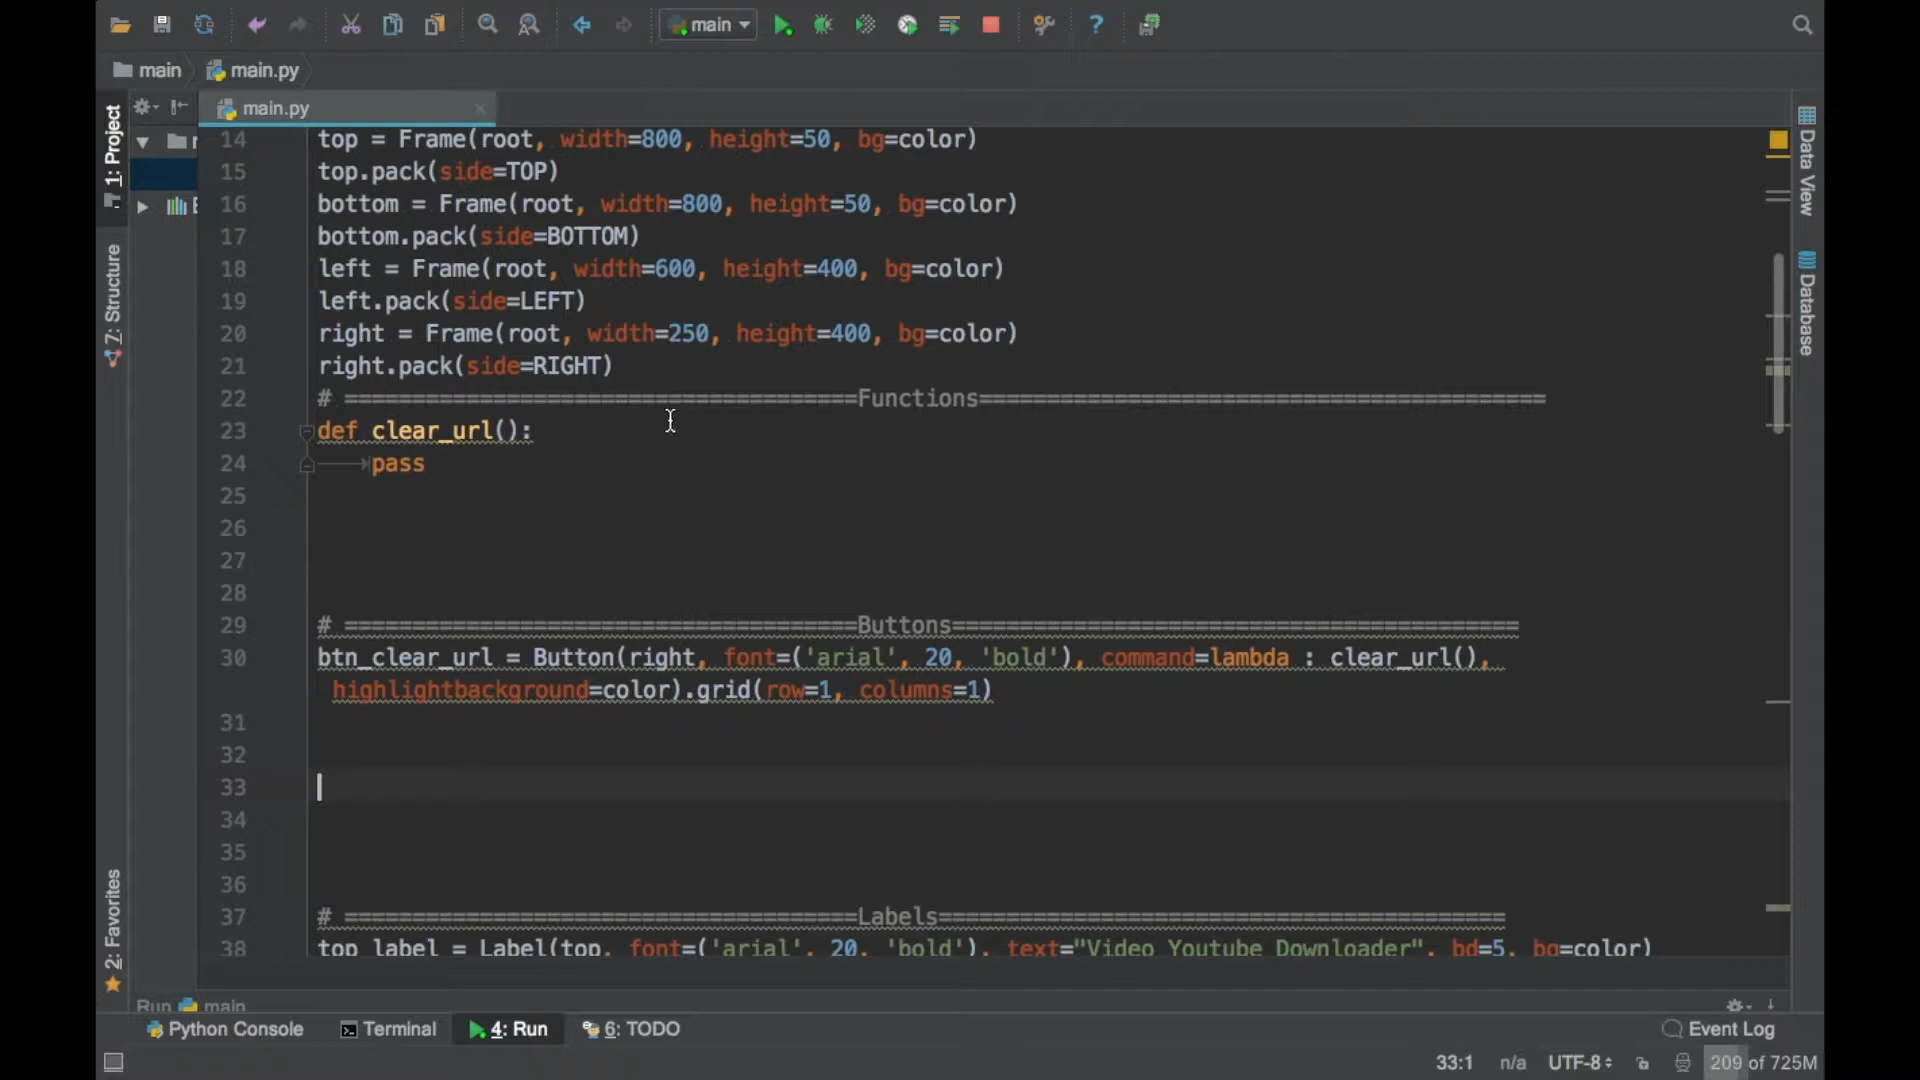 main
main
main.py
main.py
1: Project
7: Structure
2: Favorites
Data View
Database
14 top = Frame(root, width=800, height=50, bg=color)
15 top.pack(side=TOP)
16 bottom = Frame(root, width=800, height=50, bg=color)
17 bottom.pack(side=BOTTOM)
18 left = Frame(root, width=600, height=400, bg=color)
19 left.pack(side=LEFT)
20 right = Frame(root, width=250, height=400, bg=color)
21 right.pack(side=RIGHT)
22 # ======================================Functions==========================================
23 def clear_url():
24 pass
25
26
27
28
29 # ======================================Buttons==========================================
30 btn_clear_url = Button(right, font=('arial', 20, 'bold'), command=lambda : clear_url(),
highlightbackground=color).grid(row=1, columns=1)
31
32
33
34
35
36
37 # ======================================Labels==========================================
38 top_label = Label(top, font=('arial', 20, 'bold'), text="Video Youtube Downloader", bd=5, bg=color)
Run main
Python Console
Terminal
4: Run
6: TODO
Event Log
33:1 n/a UTF-8 209 of 725M